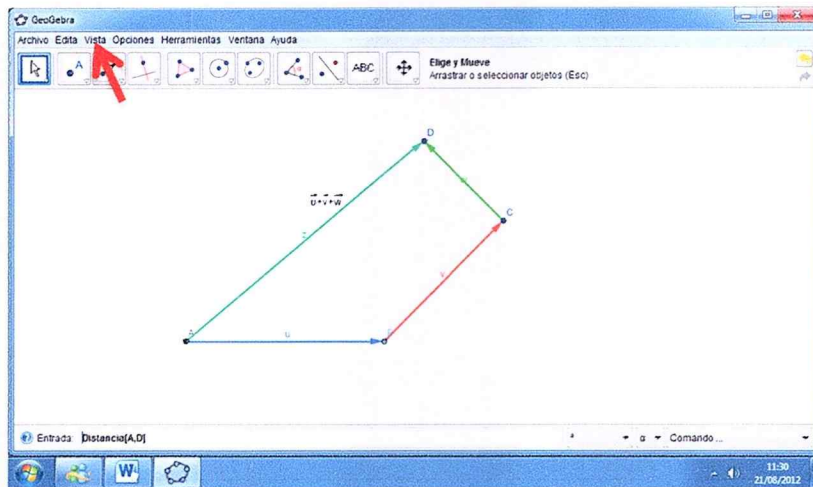 GeoGebra
Archivo Edita Vista Opciones Herramientas Ventana Ayuda
A
ABC
Elige y Mueve
Arrastrar o seleccionar objetos (Esc)
D
u+v+w
C
v
A
u
Entrada: Distancia[A,D]
α
Comando ...
W
11:30
21/08/2012